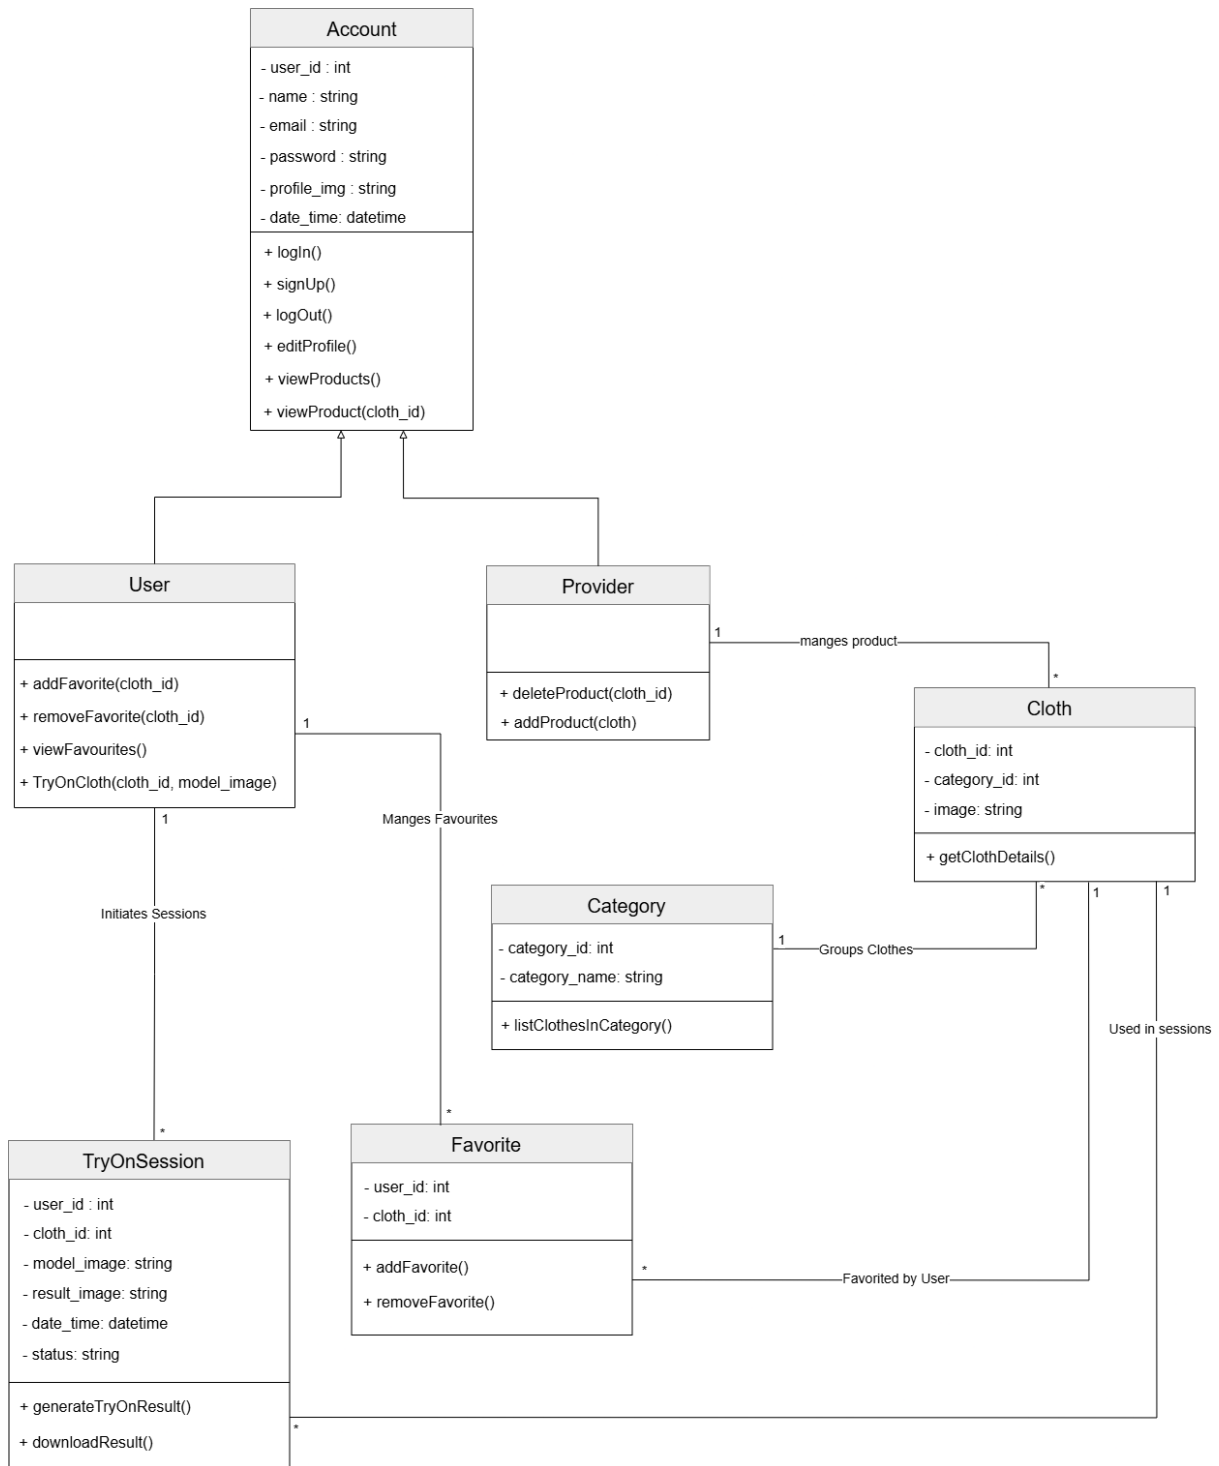 Account
- user_id : int
- name : string
- email : string
- password : string
- profile_img : string
- date_time: datetime
+ logIn()
+ signUp()
+ logOut()
+ editProfile()
+ viewProducts()
+ viewProduct(cloth_id)
User
+ addFavorite(cloth_id)
+ removeFavorite(cloth_id)
+ viewFavourites()
+ TryOnCloth(cloth_id, model_image)
Provider
+ deleteProduct(cloth_id)
+ addProduct(cloth)
1
manges product
*
Cloth
- cloth_id: int
- category_id: int
- image: string
+ getClothDetails()
1
Manges Favourites
*
1
Initiates Sessions
*
Category
- category_id: int
- category_name: string
+ listClothesInCategory()
1
Groups Clothes
*
1
1
Used in sessions
TryOnSession
- user_id : int
- cloth_id: int
- model_image: string
- result_image: string
- date_time: datetime
- status: string
+ generateTryOnResult()
+ downloadResult()
Favorite
- user_id: int
- cloth_id: int
+ addFavorite()
+ removeFavorite()
*
Favorited by User
*